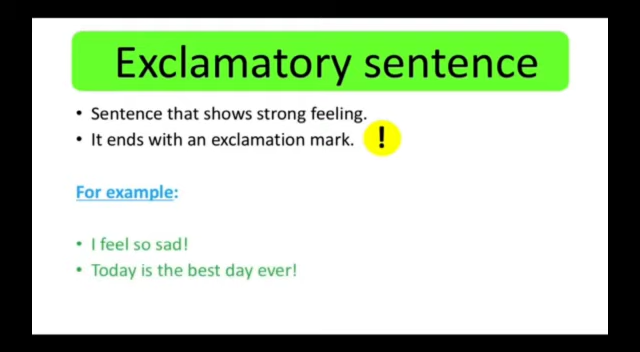 Exclamatory sentence
• Sentence that shows strong feeling.
• It ends with an exclamation mark. !
For example:
• I feel so sad!
• Today is the best day ever!